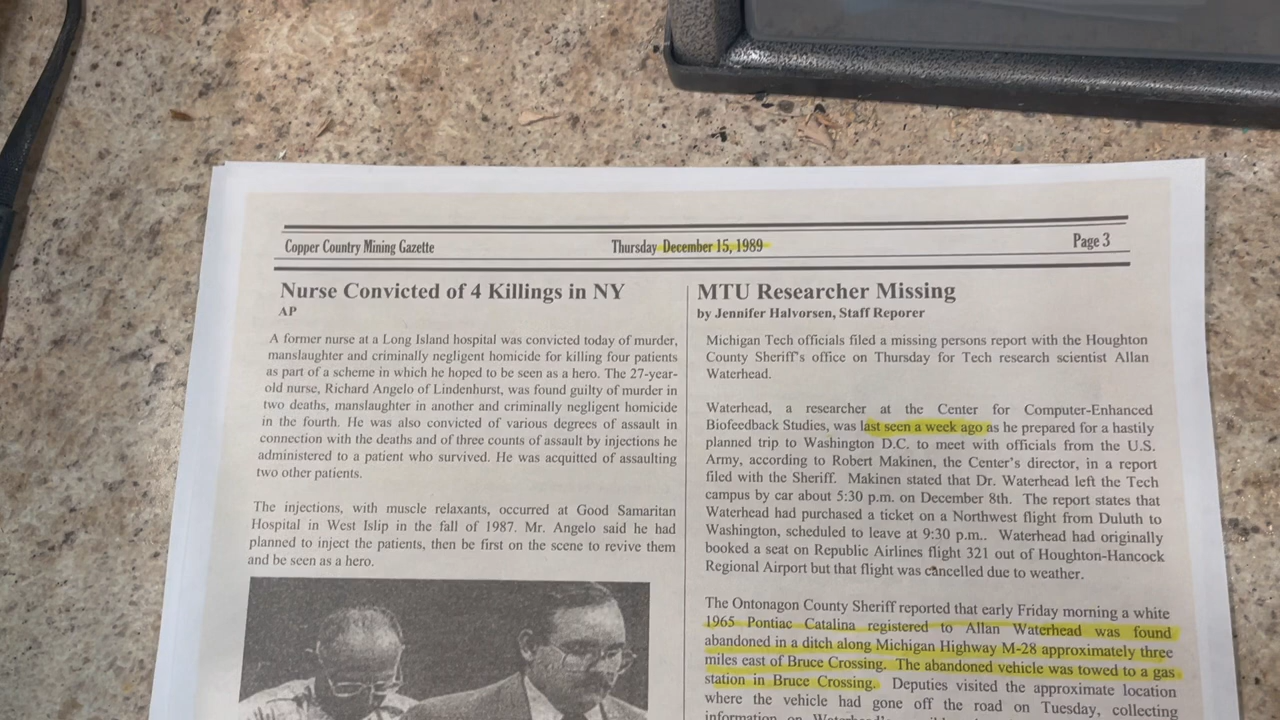 Copper Country Mining Gazette
Thursday December 15, 1989
Page 3
Nurse Convicted of 4 Killings in NY
AP
A former nurse at a Long Island hospital was convicted today of murder,
manslaughter and criminally negligent homicide for killing four patients
as part of a scheme in which he hoped to be seen as a hero. The 27-year-
old nurse, Richard Angelo of Lindenhurst, was found guilty of murder in
two deaths, manslaughter in another and criminally negligent homicide
in the fourth. He was also convicted of various degrees of assault in
connection with the deaths and of three counts of assault by injections he
administered to a patient who survived. He was acquitted of assaulting
two other patients.
The injections, with muscle relaxants, occurred at Good Samaritan
Hospital in West Islip in the fall of 1987. Mr. Angelo said he had
planned to inject the patients, then be first on the scene to revive them
and be seen as a hero.
MTU Researcher Missing
by Jennifer Halvorsen, Staff Reporer
Michigan Tech officials filed a missing persons report with the Houghton
County Sheriff's office on Thursday for Tech research scientist Allan
Waterhead.
Waterhead, a researcher at the Center for Computer-Enhanced
Biofeedback Studies, was last seen a week ago as he prepared for a hastily
planned trip to Washington D.C. to meet with officials from the U.S.
Army, according to Robert Makinen, the Center's director, in a report
filed with the Sheriff. Makinen stated that Dr. Waterhead left the Tech
campus by car about 5:30 p.m. on December 8th. The report states that
Waterhead had purchased a ticket on a Northwest flight from Duluth to
Washington, scheduled to leave at 9:30 p.m.. Waterhead had originally
booked a seat on Republic Airlines flight 321 out of Houghton-Hancock
Regional Airport but that flight was cancelled due to weather.
The Ontonagon County Sheriff reported that early Friday morning a white
1965 Pontiac Catalina registered to Allan Waterhead was found
abandoned in a ditch along Michigan Highway M-28 approximately three
miles east of Bruce Crossing. The abandoned vehicle was towed to a gas
station in Bruce Crossing. Deputies visited the approximate location
where the vehicle had gone off the road on Tuesday, collecting
information on